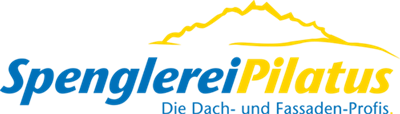 SpenglereiPilatus
Die Dach- und Fassaden-Profis.